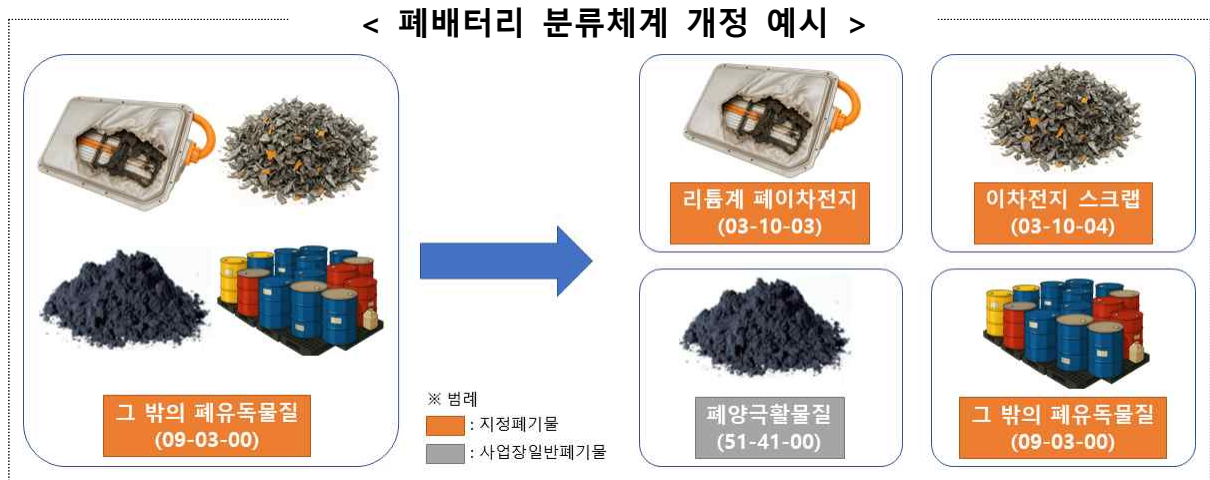 < 폐배터리 분류체계 개정 예시 >
그 밖의 폐유독물질
(09-03-00)
※ 범례
: 지정폐기물
: 사업장일반폐기물
리튬계 폐이차전지
(03-10-03)
이차전지 스크랩
(03-10-04)
폐양극활물질
(51-41-00)
그 밖의 폐유독물질
(09-03-00)